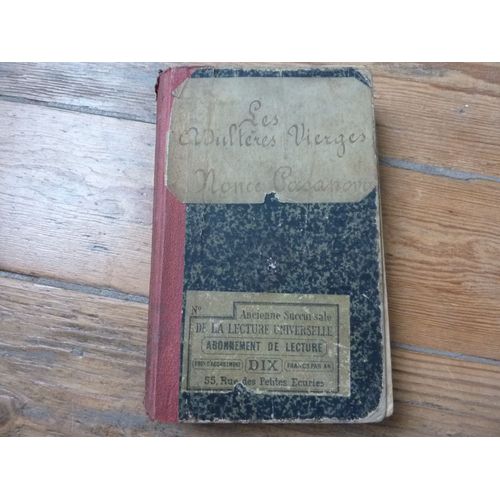 Les
Adultères Vierges
Nonce Casanova
Nº
Ancienne Succursale
DE LA LECTURE UNIVERSELLE
ABONNEMENT DE LECTURE
DIX
FRANCS PAR AN
55, Rue des Petites Ecuries